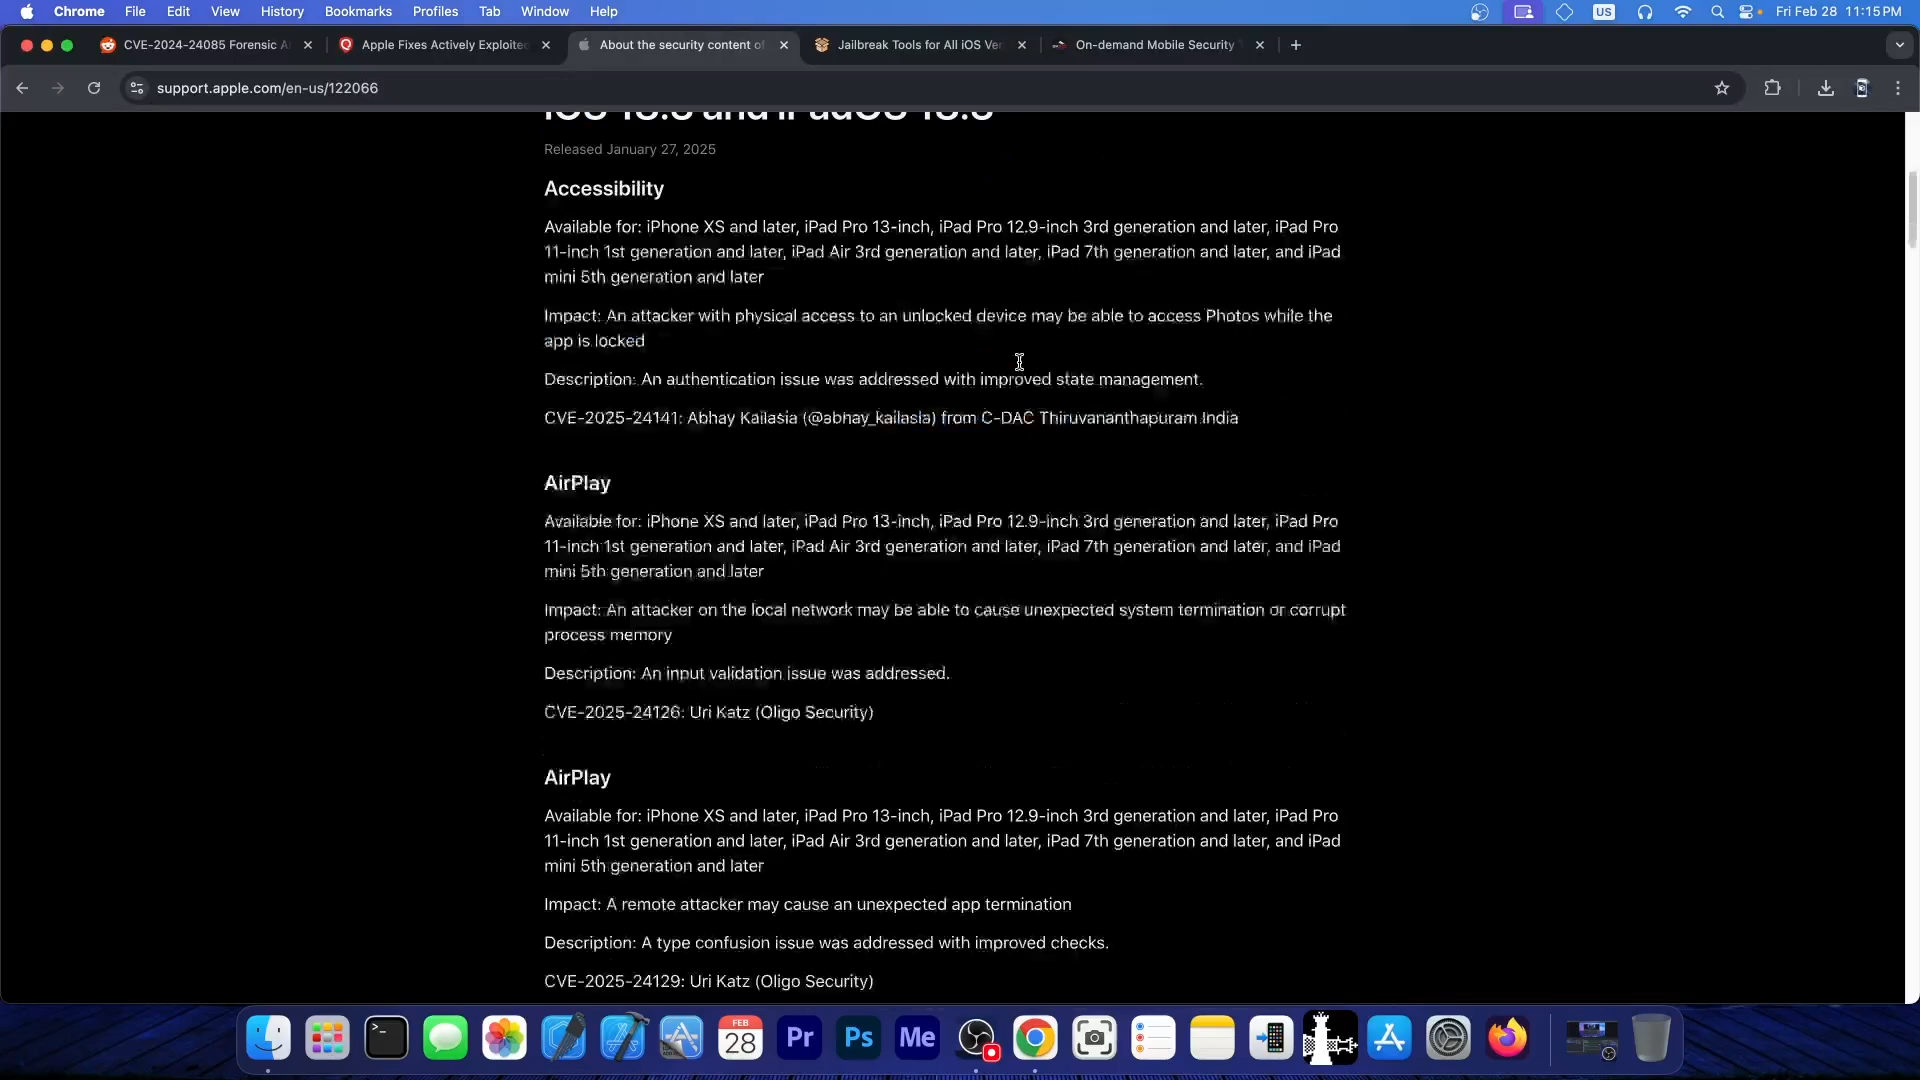 Chrome File Edit View History Bookmarks Profiles Tab Window Help US Fri Feb 28 11:15 PM
CVE-2024-24085 Forensic A Apple Fixes Actively Exploited About the security content of Jailbreak Tools for All iOS Ver On-demand Mobile Security
support.apple.com/en-us/122066
Released January 27, 2025
Accessibility
Available for: iPhone XS and later, iPad Pro 13-inch, iPad Pro 12.9-inch 3rd generation and later, iPad Pro
11-inch 1st generation and later, iPad Air 3rd generation and later, iPad 7th generation and later, and iPad
mini 5th generation and later
Impact: An attacker with physical access to an unlocked device may be able to access Photos while the
app is locked
Description: An authentication issue was addressed with improved state management.
CVE-2025-24141: Abhay Kailasia (@abhay_kailasia) from C-DAC Thiruvananthapuram India
AirPlay
Available for: iPhone XS and later, iPad Pro 13-inch, iPad Pro 12.9-inch 3rd generation and later, iPad Pro
11-inch 1st generation and later, iPad Air 3rd generation and later, iPad 7th generation and later, and iPad
mini 5th generation and later
Impact: An attacker on the local network may be able to cause unexpected system termination or corrupt
process memory
Description: An input validation issue was addressed.
CVE-2025-24126: Uri Katz (Oligo Security)
AirPlay
Available for: iPhone XS and later, iPad Pro 13-inch, iPad Pro 12.9-inch 3rd generation and later, iPad Pro
11-inch 1st generation and later, iPad Air 3rd generation and later, iPad 7th generation and later, and iPad
mini 5th generation and later
Impact: A remote attacker may cause an unexpected app termination
Description: A type confusion issue was addressed with improved checks.
CVE-2025-24129: Uri Katz (Oligo Security)
FEB
28 Pr Ps Me